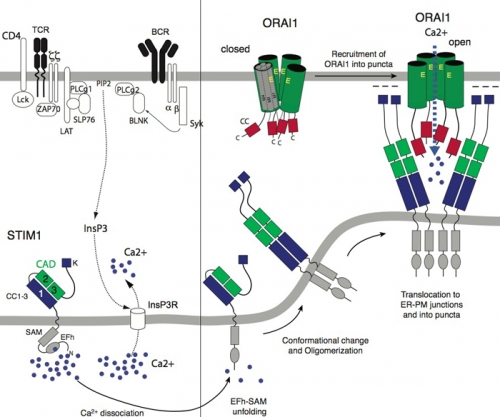 CD4
TCR
ζζ
Lck
ZAP70
LAT
PLCg1
SLP76
PIP2
BCR
PLCg2
BLNK
α β
Syk
InsP3
Ca2+
InsP3R
Ca2+
STIM1
CAD
K
2 3
CC1-3
1
SAM
EFh
N
Ca²⁺ dissociation
ORAI1
closed
E
E
E
CC
C
C
C
Recruitment of
ORAI1 into puncta
ORAI1
Ca2+
open
E
E
EFh-SAM
unfolding
Conformational change
and Oligomerization
Translocation to
ER-PM junctions
and into puncta